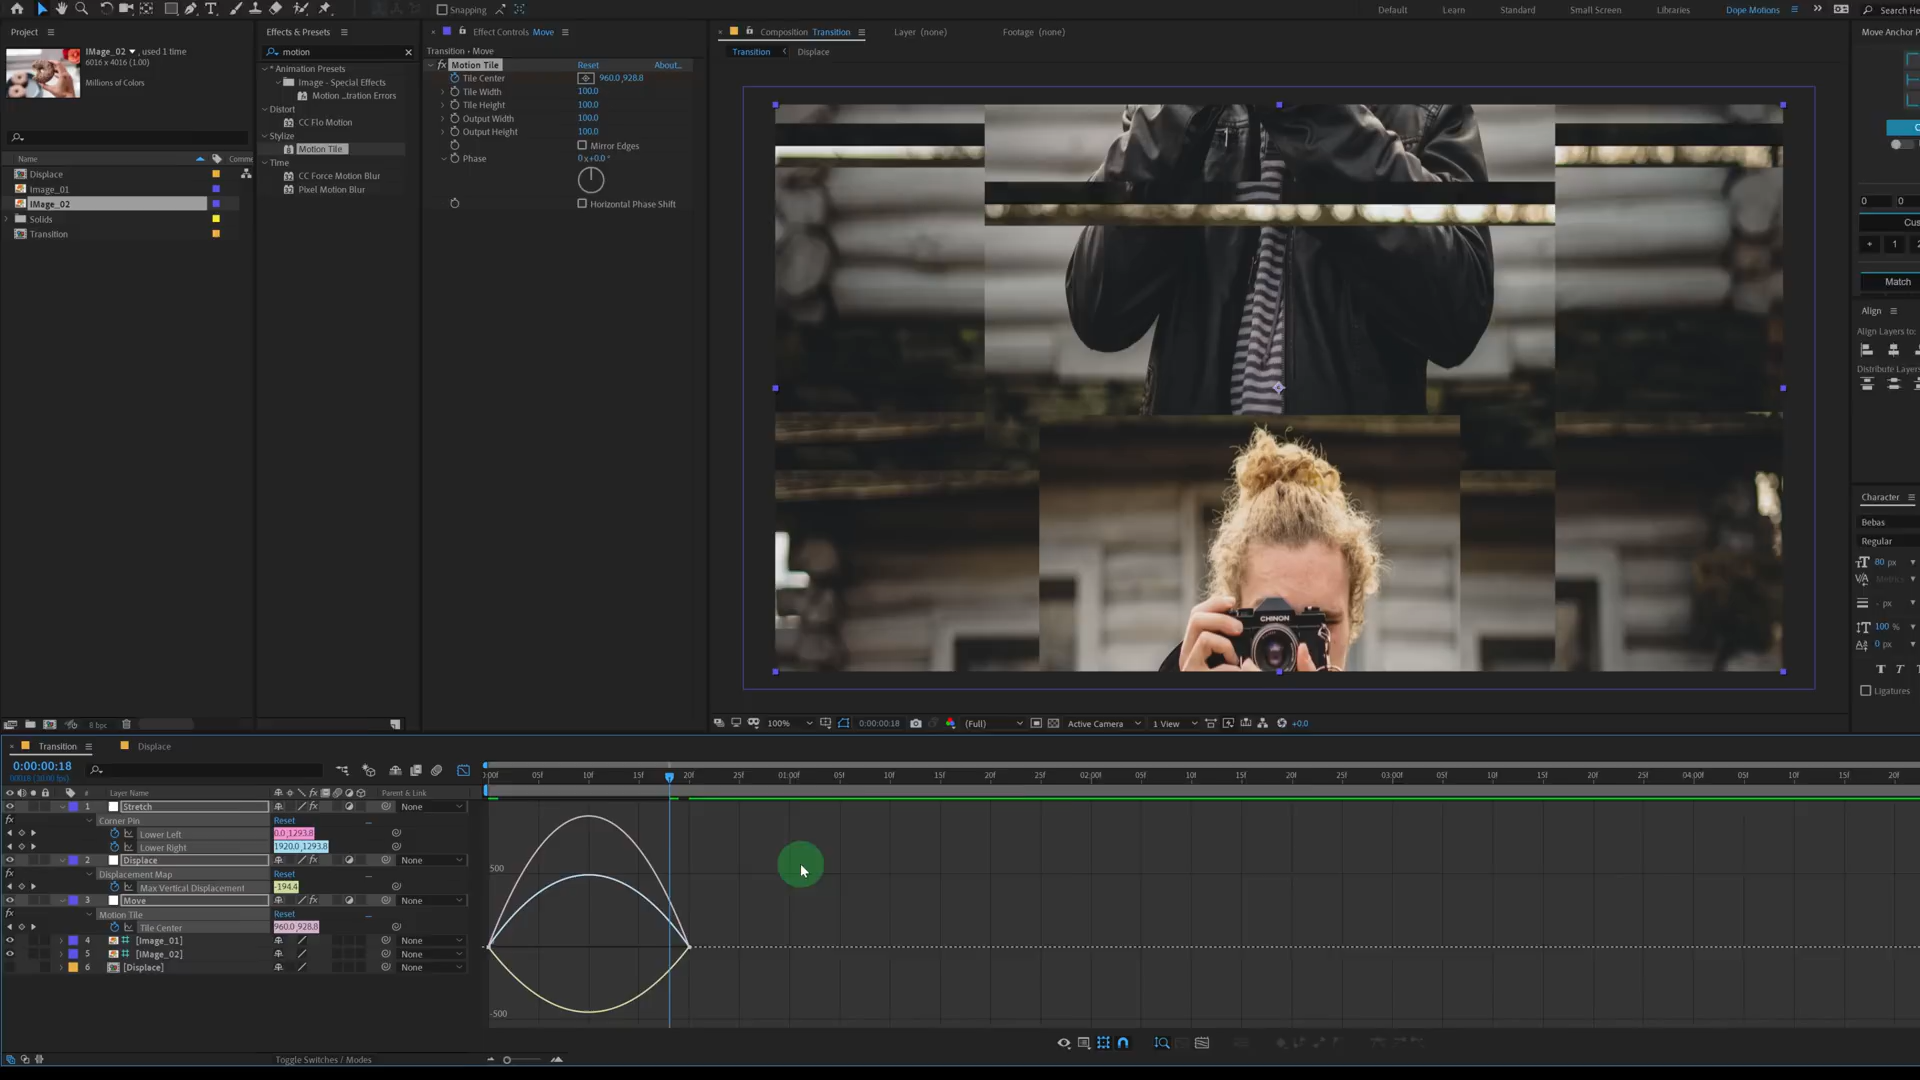 Snapping
Default
Learn
Standard
Small Screen
Libraries
Dope Motions
Search He
Project
IMage_02 , used 1 time
6016 x 4016 (1.00)
Millions of Colors
Name
Comme
Displace
Image_01
IMage_02
Solids
Transition
8 bpc
Effects & Presets
motion
* Animation Presets
Image - Special Effects
Motion ...tration Errors
Distort
CC Flo Motion
Stylize
Motion Tile
Time
CC Force Motion Blur
Pixel Motion Blur
Effect Controls Move
Transition • Move
fx Motion Tile Reset About...
Tile Center 960.0,928.8
Tile Width 100.0
Tile Height 100.0
Output Width 100.0
Output Height 100.0
Mirror Edges
Phase 0x+0.0°
Horizontal Phase Shift
Composition Transition
Layer (none)
Footage (none)
Transition
Displace
CHINON
100%
0:00:00:18
(Full)
Active Camera
1 View
+0.0
Move Anchor P
0 0
Cus
+ 1 2
Match
Align
Align Layers to:
Distribute Layers
Character
Bebas
Regular
80 px
Metrics
- px
100 %
0 px
T T
Ligatures
Transition
Displace
0:00:00:18
# Layer Name
Parent & Link
1 Stretch None
Corner Pin Reset
Lower Left 0.0,1293.8
Lower Right 1920.0,1293.8
2 Displace None
Displacement Map Reset
Max Vertical Displacement -194.4
3 Move None
Motion Tile Reset
Tile Center 960.0,928.8
4 [Image_01] None
5 [IMage_02] None
6 [Displace] None
Toggle Switches / Modes
):00f 05f 10f 15f 20f 25f 01:00f 05f 10f 15f 20f 25f 02:00f 05f 10f 15f 20f 25f 03:00f 05f 10f 15f 20f 25f 04:00f 05f 10f 15f 20f
500
-500